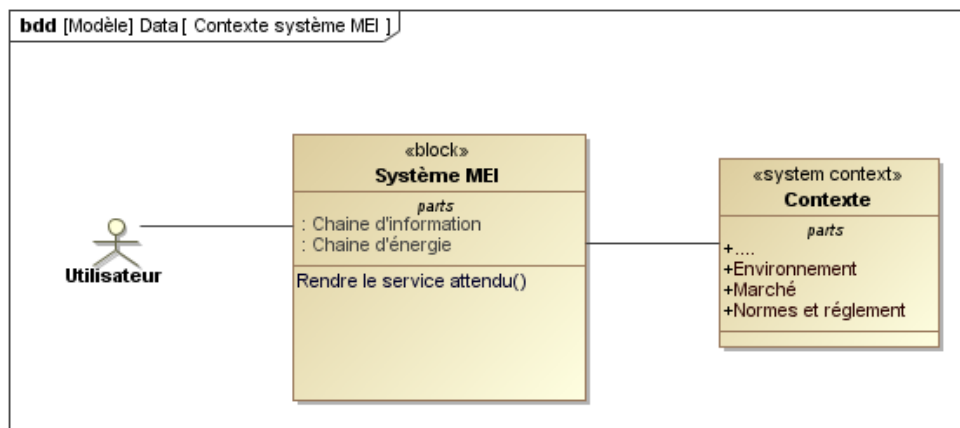 bdd [Modèle] Data [ Contexte système MEI ]
Utilisateur
«block»
Système MEI
parts
: Chaine d'information
: Chaine d'énergie
Rendre le service attendu()
«system context»
Contexte
parts
+....
+Environnement
+Marché
+Normes et réglement